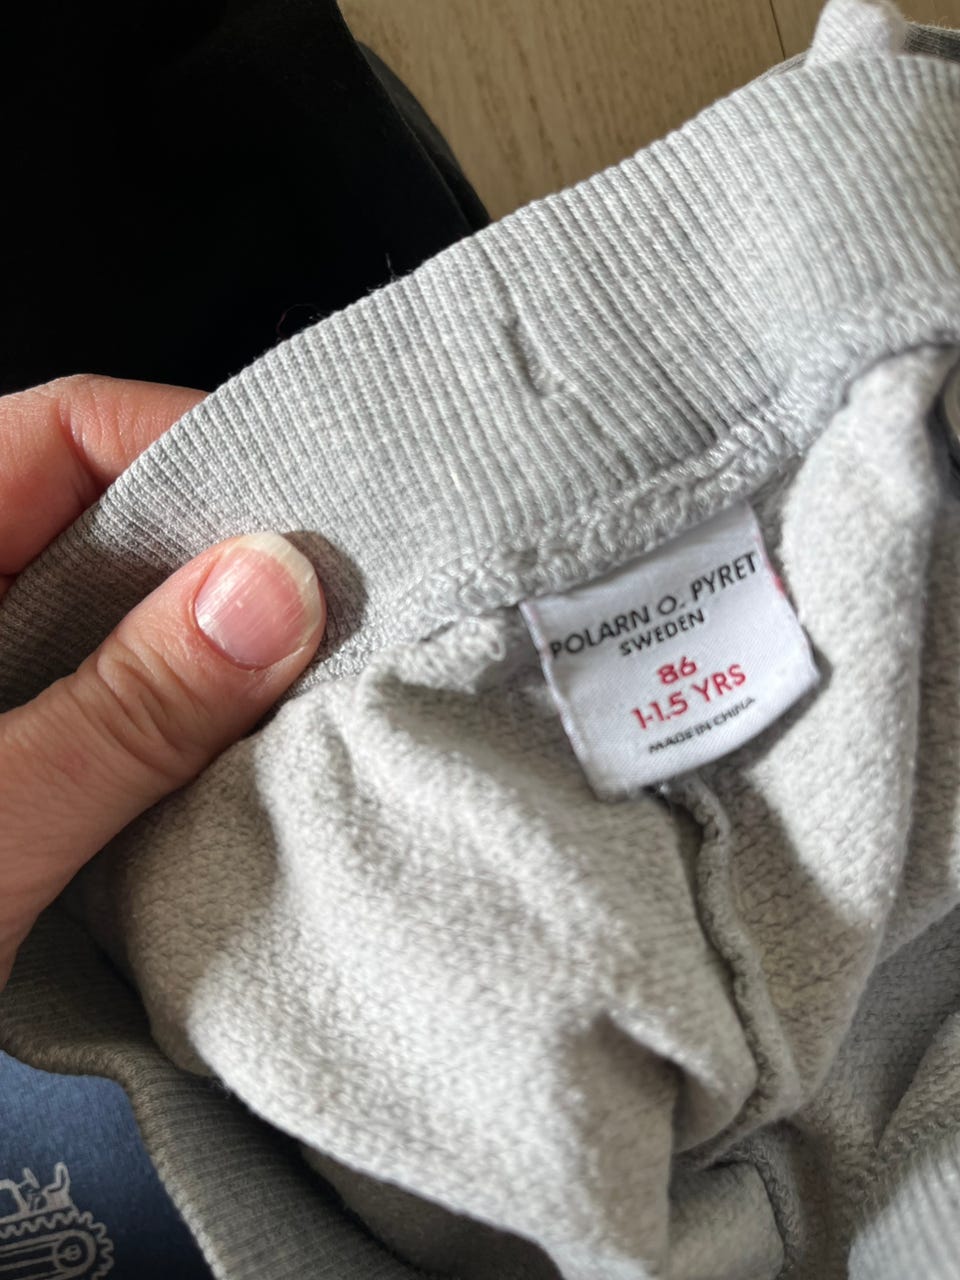 POLARN O. PYRET
SWEDEN
86
1-1.5 YRS
MADE IN CHINA